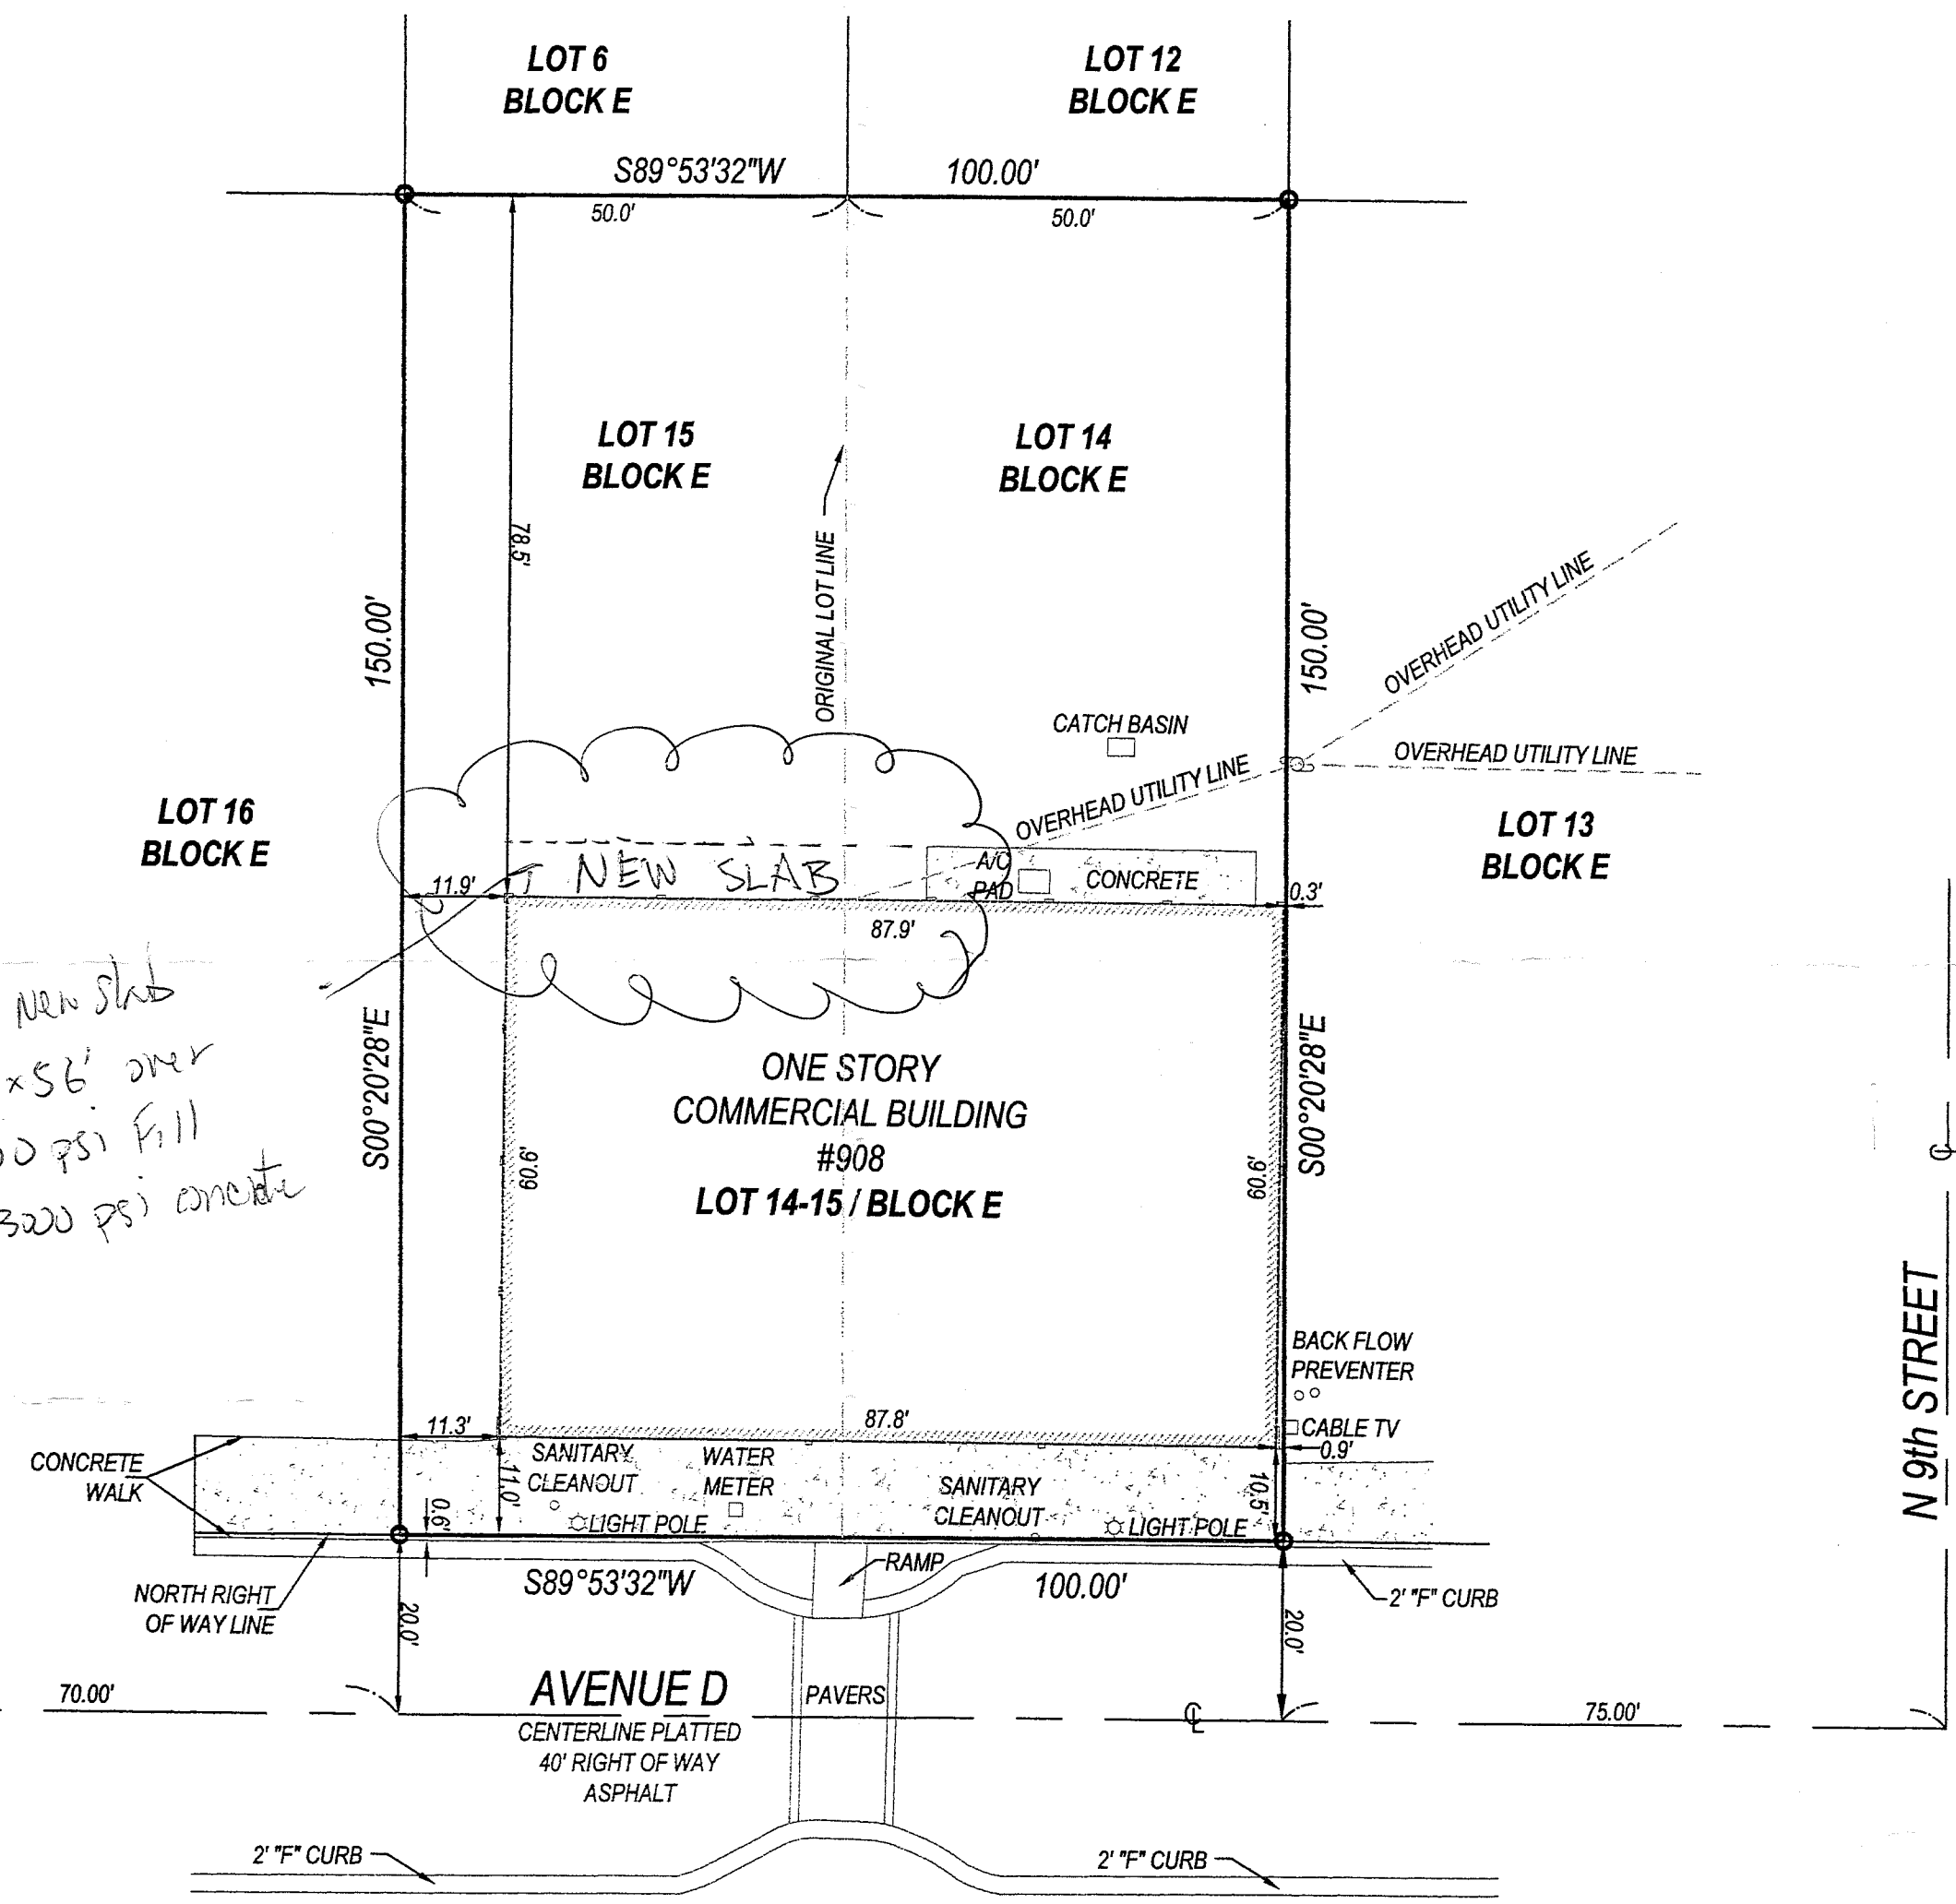 LOT 6
BLOCK E
LOT 12
BLOCK E
S89°53'32"W
100.00'
50.0'
50.0'
LOT 15
BLOCK E
LOT 14
BLOCK E
78.5'
ORIGINAL LOT LINE
150.00'
150.00'
OVERHEAD UTILITY LINE
CATCH BASIN
OVERHEAD UTILITY LINE
OVERHEAD UTILITY LINE
LOT 16
BLOCK E
LOT 13
BLOCK E
NEW SLAB
A/C
PAD
CONCRETE
11.9'
0.3'
87.9'
New Slab
x56' over
psi Fill
3000 psi concrete
S00°20'28"E
S00°20'28"E
ONE STORY
COMMERCIAL BUILDING
#908
LOT 14-15 / BLOCK E
60.9'
60.9'
N 9th STREET
BACK FLOW
PREVENTER
CABLE TV
11.3'
87.8'
0.9'
CONCRETE
WALK
SANITARY
CLEANOUT
WATER
METER
SANITARY
CLEANOUT
11.0'
10.5'
0.6'
LIGHT POLE
LIGHT POLE
NORTH RIGHT
OF WAY LINE
S89°53'32"W
RAMP
100.00'
2' "F" CURB
20.0'
20.0'
70.00'
AVENUE D
PAVERS
CL
75.00'
CENTERLINE PLATTED
40' RIGHT OF WAY
ASPHALT
2' "F" CURB
2' "F" CURB